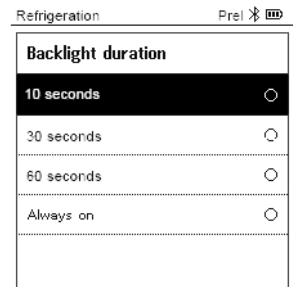 Refrigeration Prel
Backlight duration
10 seconds
30 seconds
60 seconds
Always on